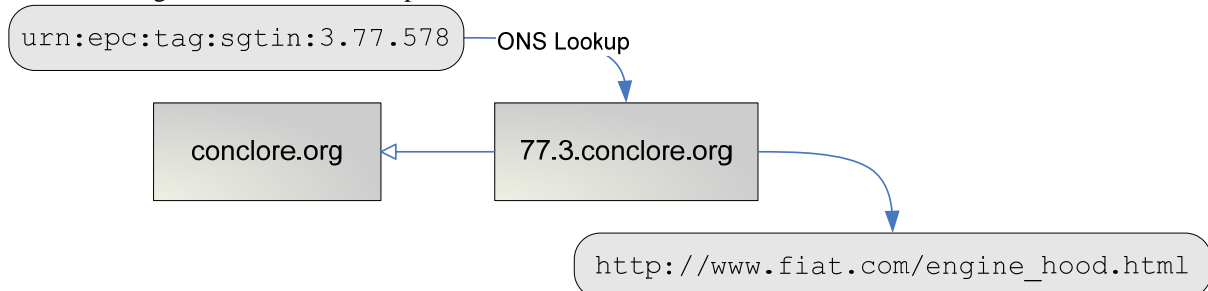 urn:epc:tag:sgtin:3.77.578
ONS Lookup
conclore.org
77.3.conclore.org
http://www.fiat.com/engine_hood.html